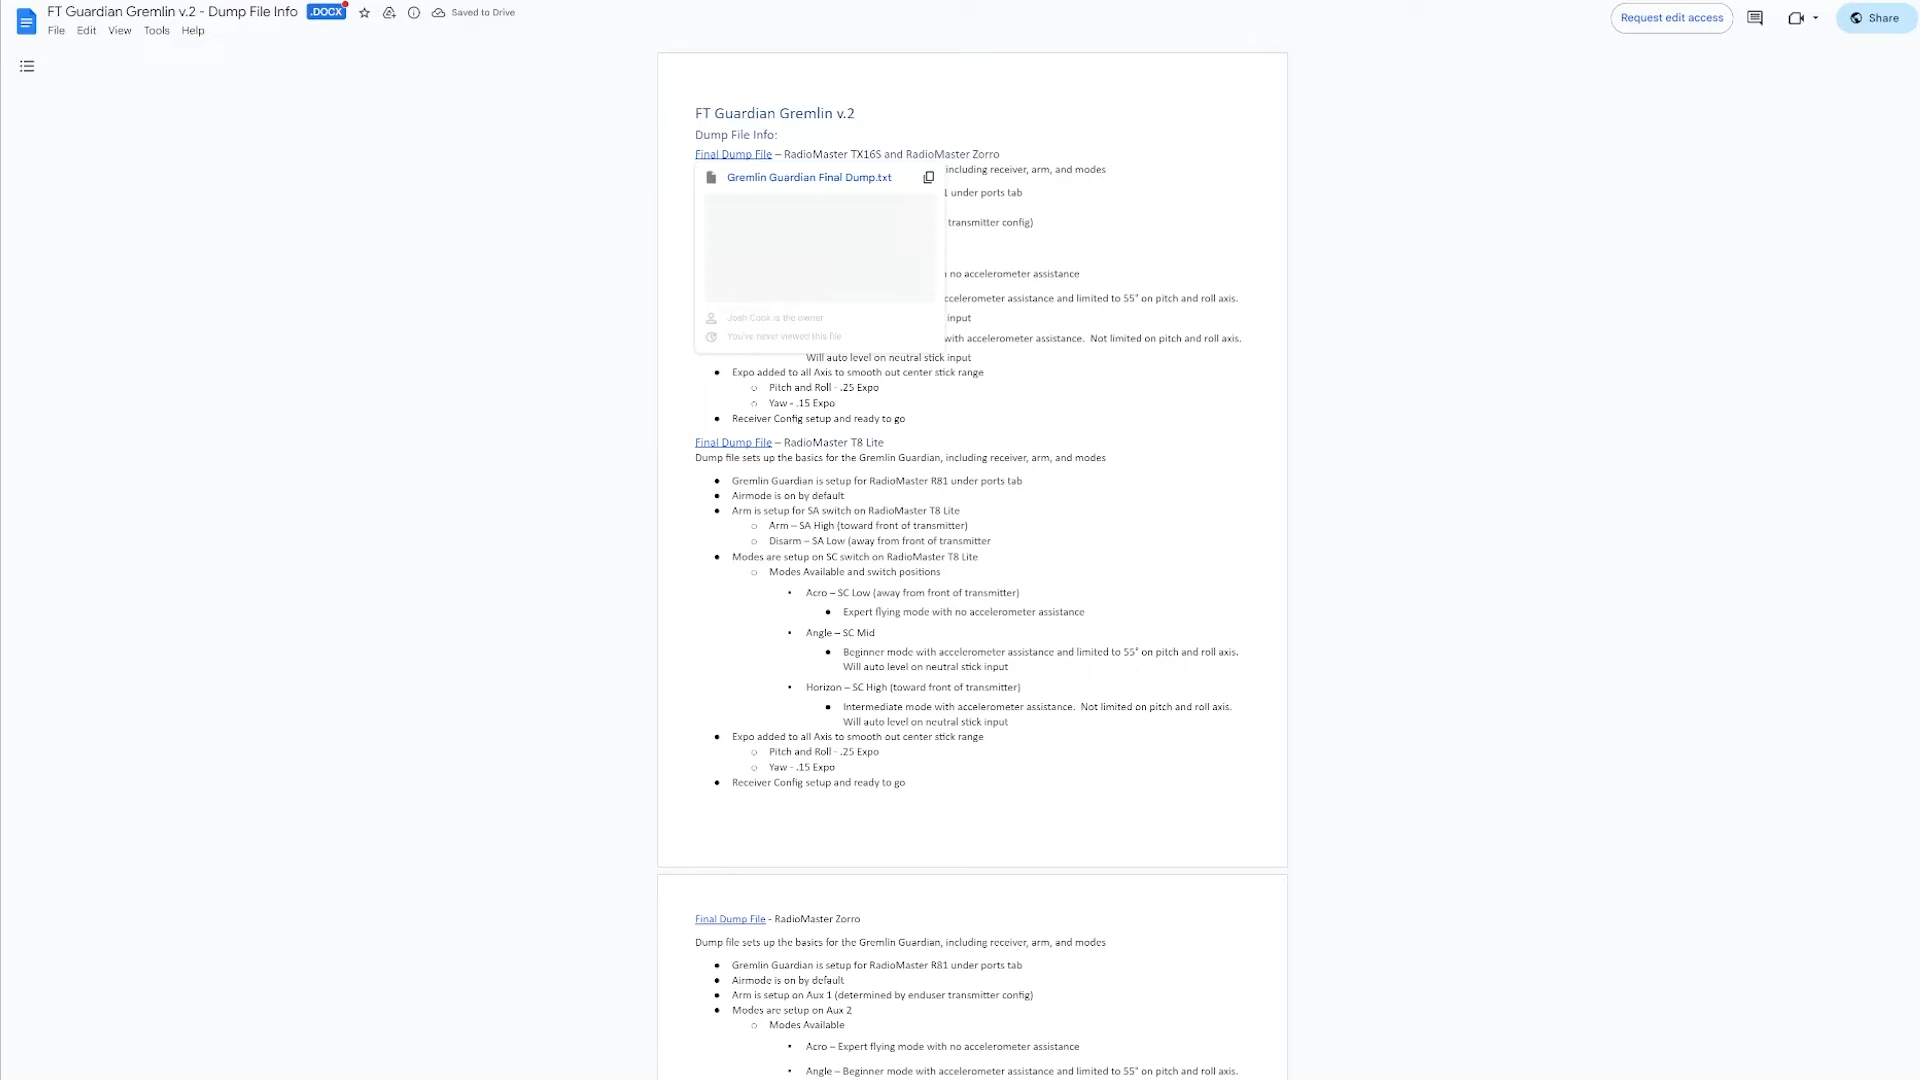 FT Guardian Gremlin v.2 - Dump File Info .DOCX Saved to Drive
File Edit View Tools Help
Request edit access
Share
FT Guardian Gremlin v.2
Dump File Info:
Final Dump File – RadioMaster TX16S and RadioMaster Zorro
including receiver, arm, and modes
Gremlin Guardian Final Dump.txt
1 under ports tab
transmitter config)
no accelerometer assistance
accelerometer assistance and limited to 55° on pitch and roll axis.
Josh Cook is the owner
input
You've never viewed this file
with accelerometer assistance. Not limited on pitch and roll axis.
Will auto level on neutral stick input
● Expo added to all Axis to smooth out center stick range
○ Pitch and Roll - .25 Expo
○ Yaw - .15 Expo
● Receiver Config setup and ready to go
Final Dump File – RadioMaster T8 Lite
Dump file sets up the basics for the Gremlin Guardian, including receiver, arm, and modes
● Gremlin Guardian is setup for RadioMaster R81 under ports tab
● Airmode is on by default
● Arm is setup for SA switch on RadioMaster T8 Lite
○ Arm – SA High (toward front of transmitter)
○ Disarm – SA Low (away from front of transmitter
● Modes are setup on SC switch on RadioMaster T8 Lite
○ Modes Available and switch positions
▪ Acro – SC Low (away from front of transmitter)
● Expert flying mode with no accelerometer assistance
▪ Angle – SC Mid
● Beginner mode with accelerometer assistance and limited to 55° on pitch and roll axis.
Will auto level on neutral stick input
▪ Horizon – SC High (toward front of transmitter)
● Intermediate mode with accelerometer assistance. Not limited on pitch and roll axis.
Will auto level on neutral stick input
● Expo added to all Axis to smooth out center stick range
○ Pitch and Roll - .25 Expo
○ Yaw - .15 Expo
● Receiver Config setup and ready to go
Final Dump File - RadioMaster Zorro
Dump file sets up the basics for the Gremlin Guardian, including receiver, arm, and modes
● Gremlin Guardian is setup for RadioMaster R81 under ports tab
● Airmode is on by default
● Arm is setup on Aux 1 (determined by enduser transmitter config)
● Modes are setup on Aux 2
○ Modes Available
▪ Acro – Expert flying mode with no accelerometer assistance
▪ Angle – Beginner mode with accelerometer assistance and limited to 55° on pitch and roll axis.